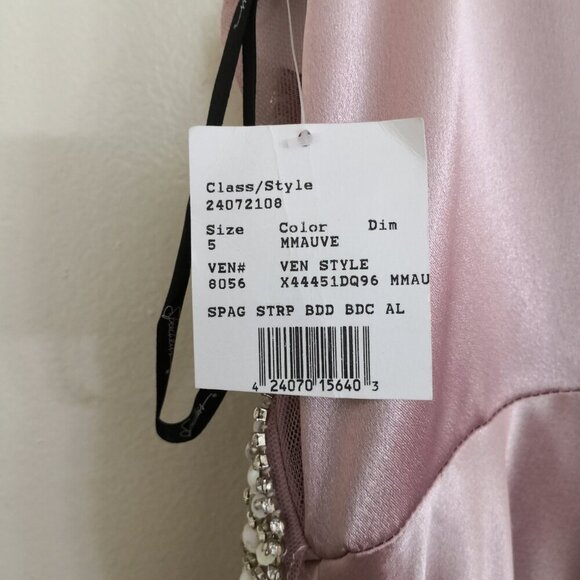 Class/Style
24072108
Size Color Dim
5 MMAUVE
VEN# VEN STYLE
8056 X44451DQ96 MMAU
SPAG STRP BDD BDC AL
4 24070 15640 3